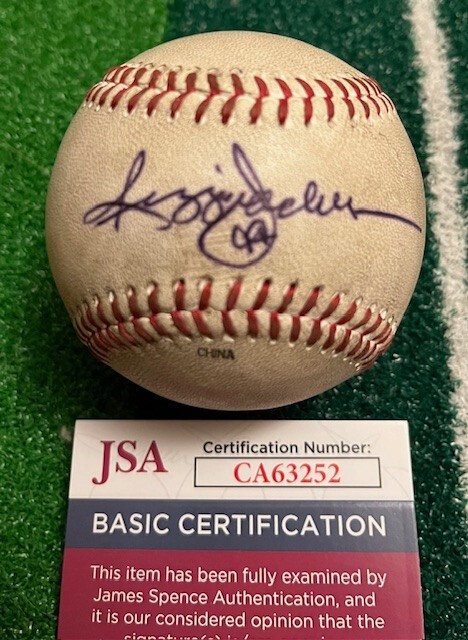 Reggie Jackson
CHINA
JSA
Certification Number:
CA63252
BASIC CERTIFICATION
This item has been fully examined by
James Spence Authentication, and
it is our considered opinion that the